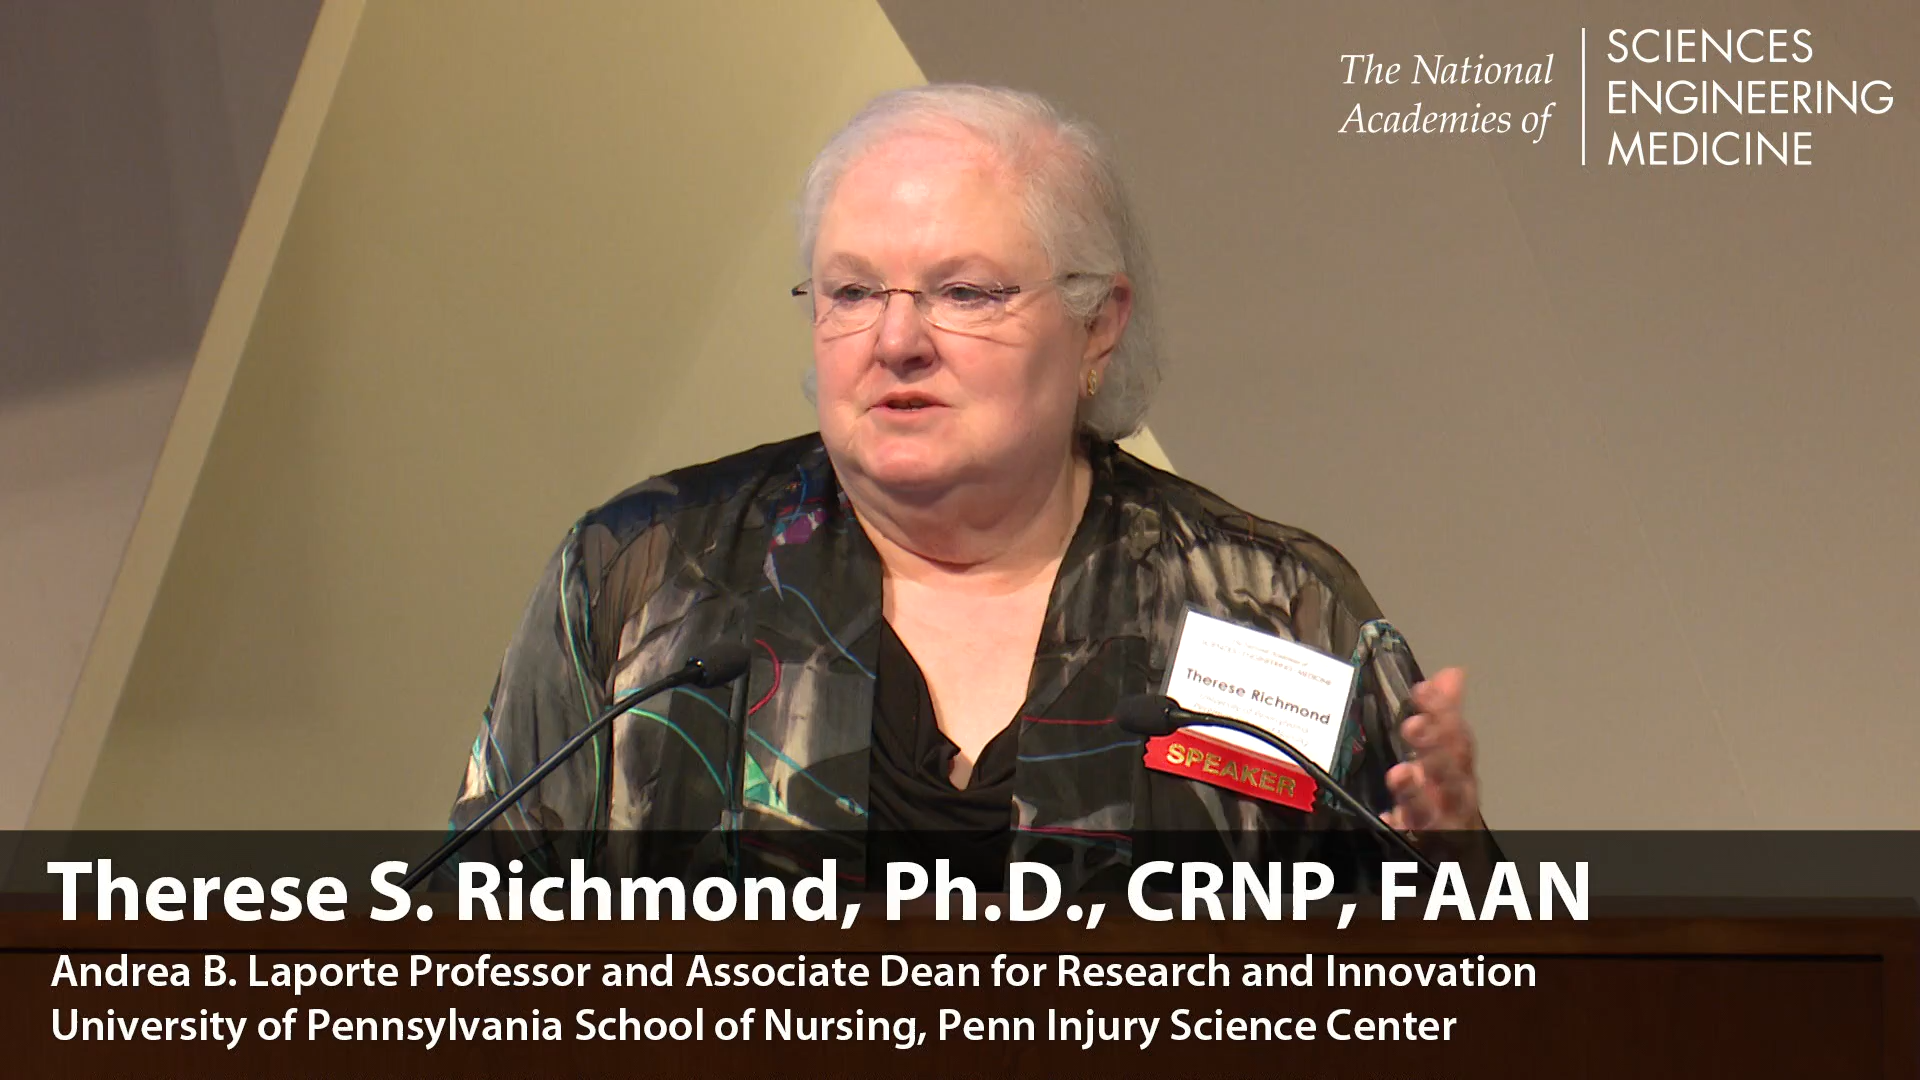 The National
Academies of
SCIENCES
ENGINEERING
MEDICINE
Therese Richmond
SPEAKER
Therese S. Richmond, Ph.D., CRNP, FAAN
Andrea B. Laporte Professor and Associate Dean for Research and Innovation
University of Pennsylvania School of Nursing, Penn Injury Science Center